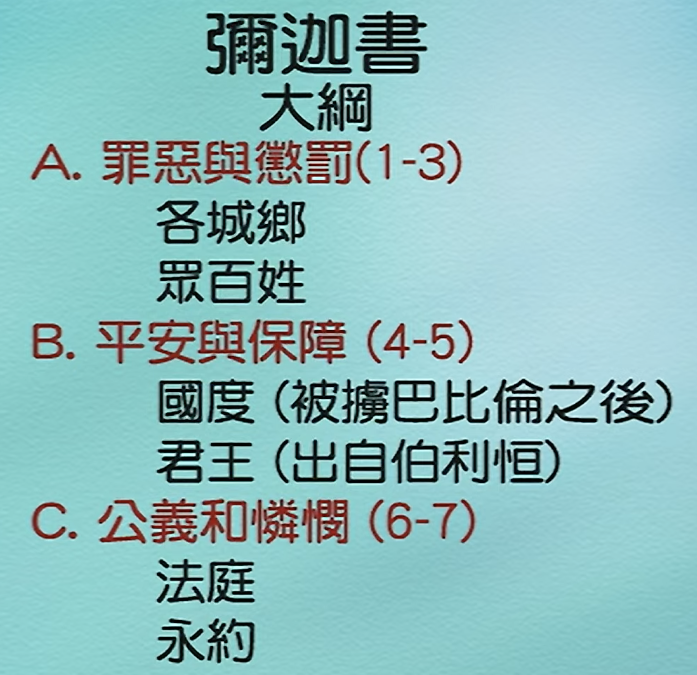 彌迦書
大綱
A. 罪惡與懲罰(1-3)
各城鄉
眾百姓
B. 平安與保障 (4-5)
國度 (被擄巴比倫之後)
君王 (出自伯利恒)
C. 公義和憐憫 (6-7)
法庭
永約